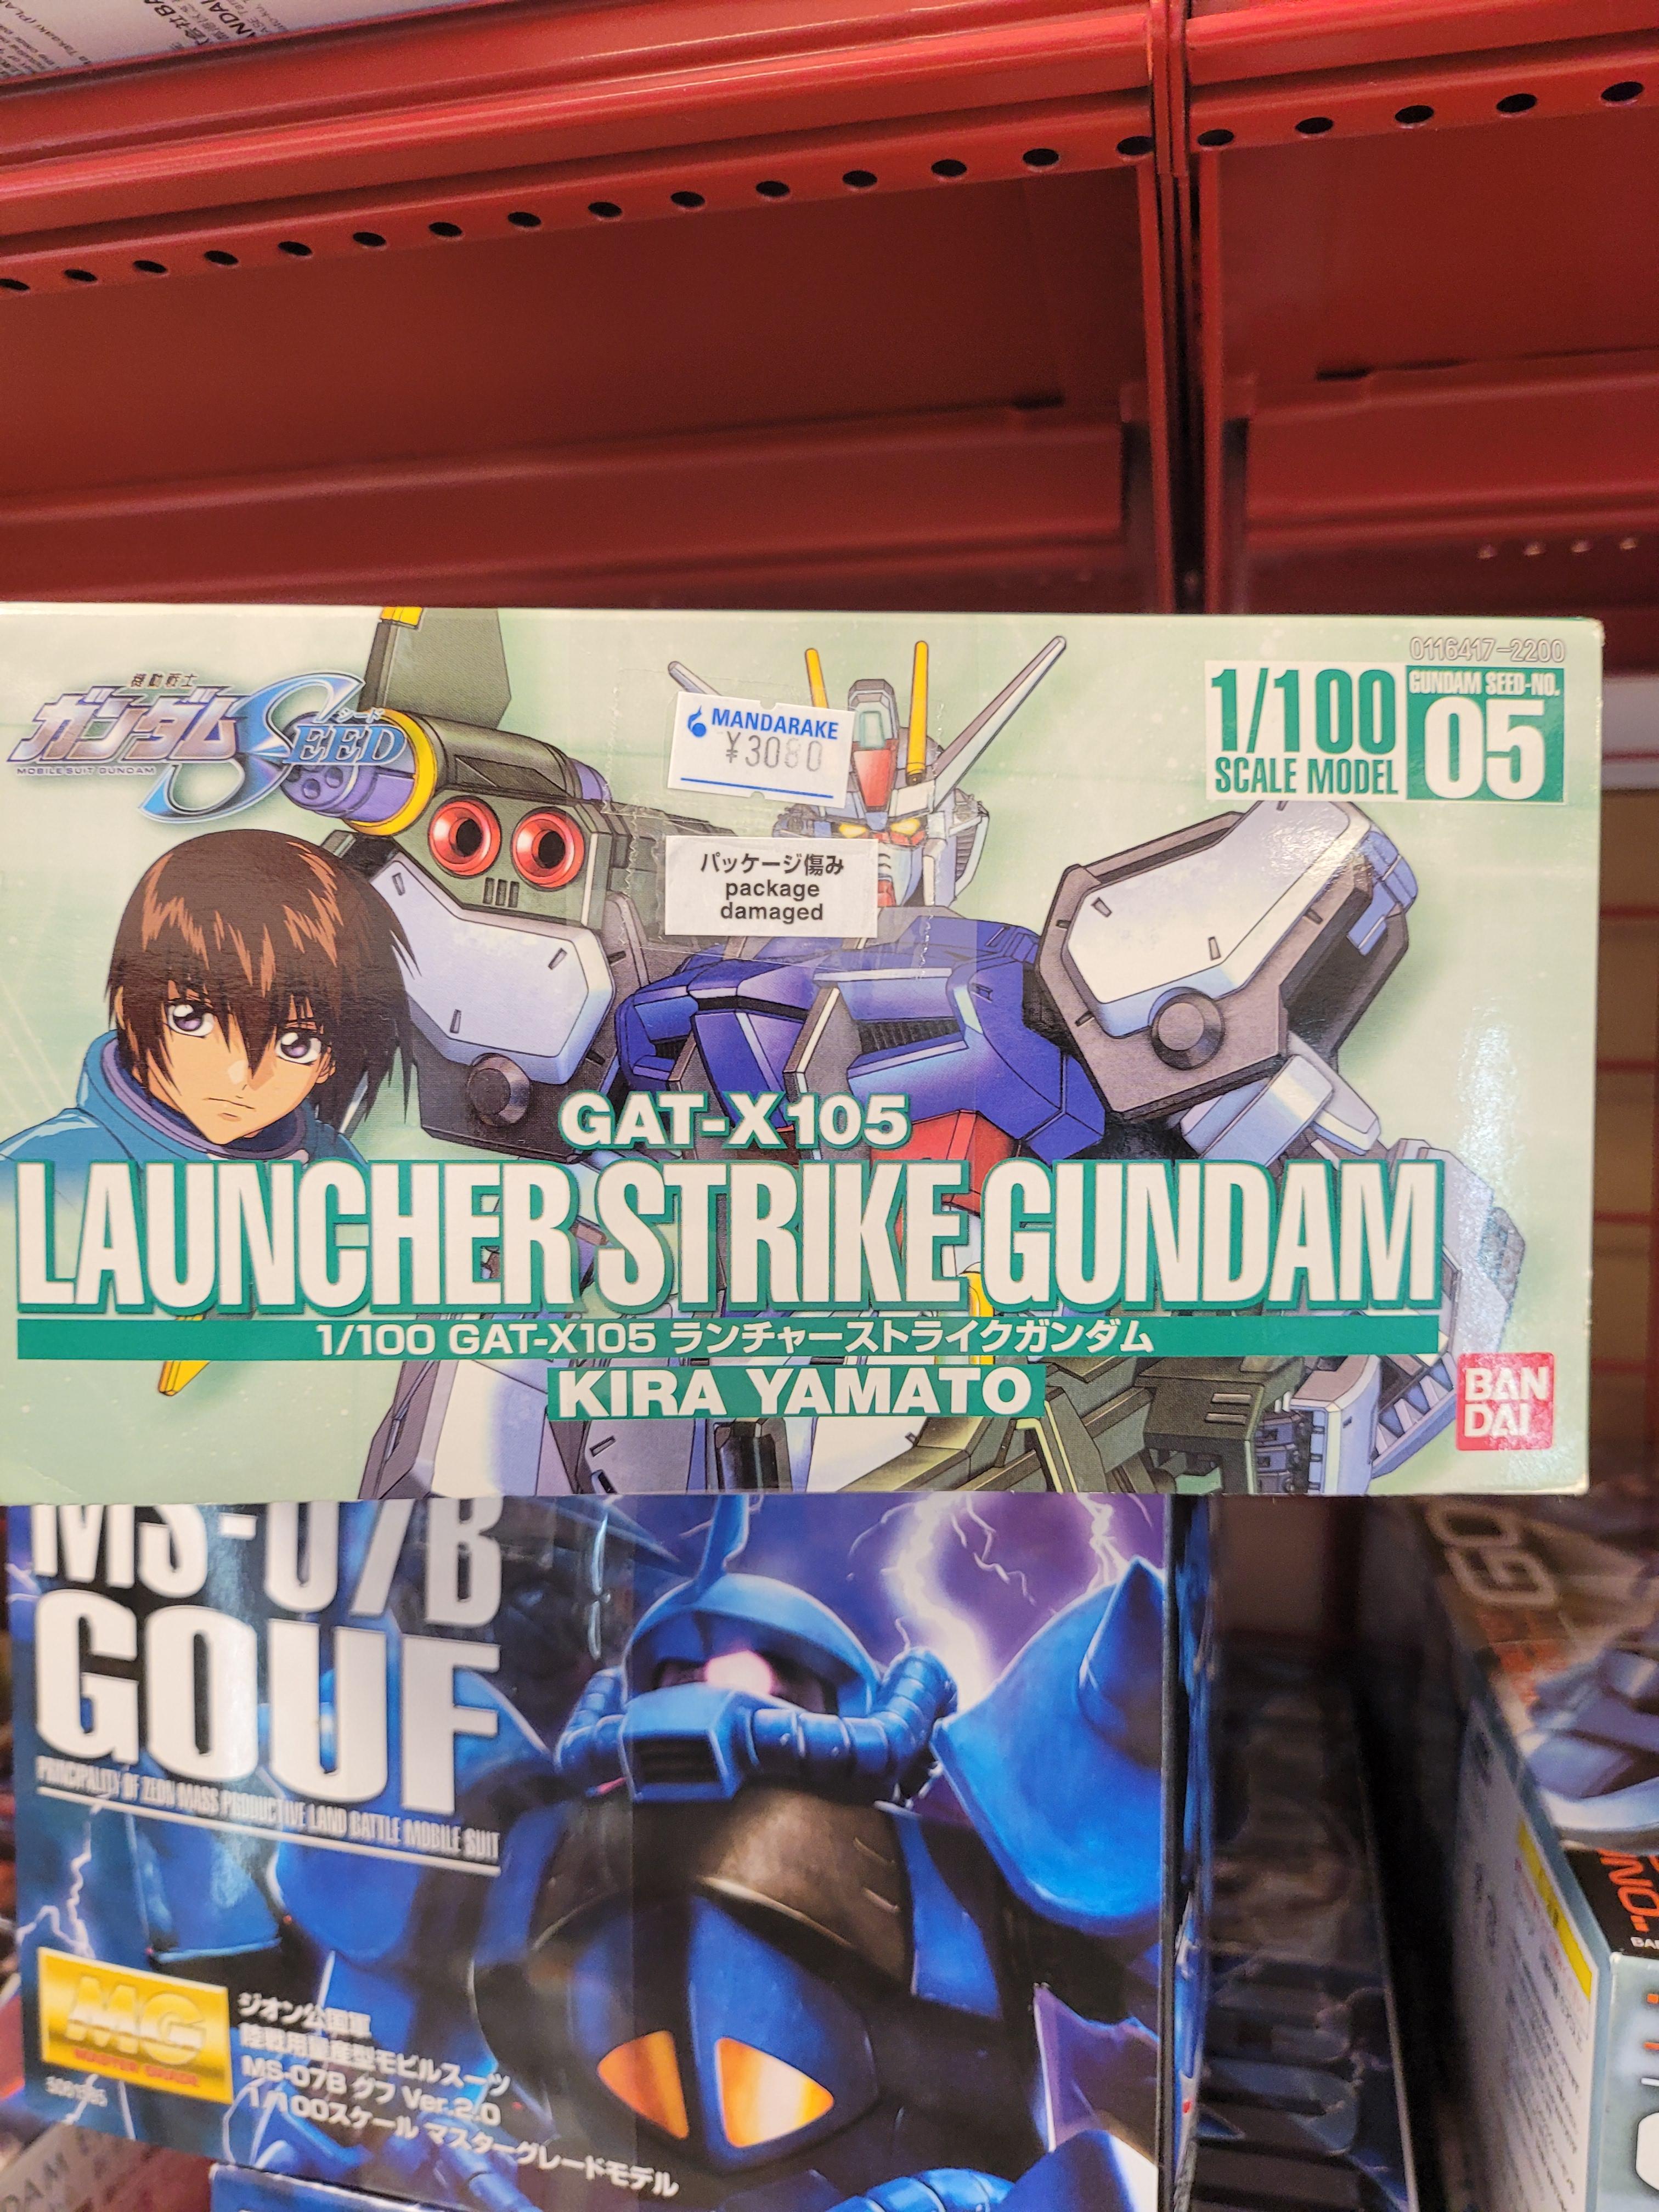 機動戦士
ガンダムSEED
シード
MOBILE SUIT GUNDAM
MANDARAKE
¥3080
パッケージ傷み
package
damaged
0116417-2200
1/100
SCALE MODEL
GUNDAM SEED-NO.
05
GAT-X105
LAUNCHER STRIKE GUNDAM
1/100 GAT-X105 ランチャーストライクガンダム
KIRA YAMATO
BAN
DAI
MS-07B
GOUF
PRINCIPALITY OF ZEON MASS PRODUCTIVE LAND BATTLE MOBILE SUIT
MG
MASTER GRADE
ジオン公国軍
陸戦用量産型モビルスーツ
MS-07B グフ Ver.2.0
1/100スケール マスターグレードモデル
NO.